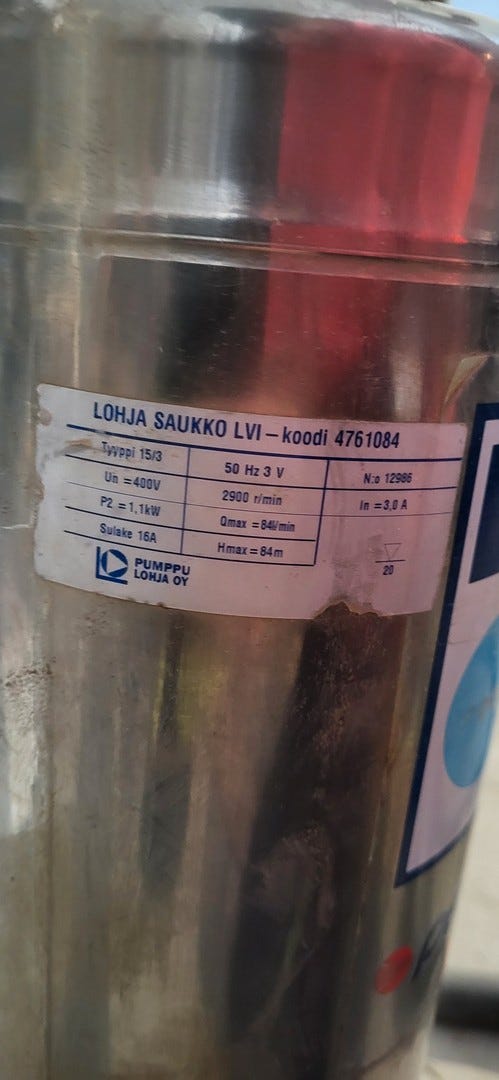 LOHJA SAUKKO LVI – koodi 4761084
Tyyppi 15/3 50 Hz 3 V N:o 12986
Un =400V 2900 r/min In =3,0 A
P2 =1,1kW Qmax =84l/min
Sulake 16A Hmax =84m
20
PUMPPU
LOHJA OY